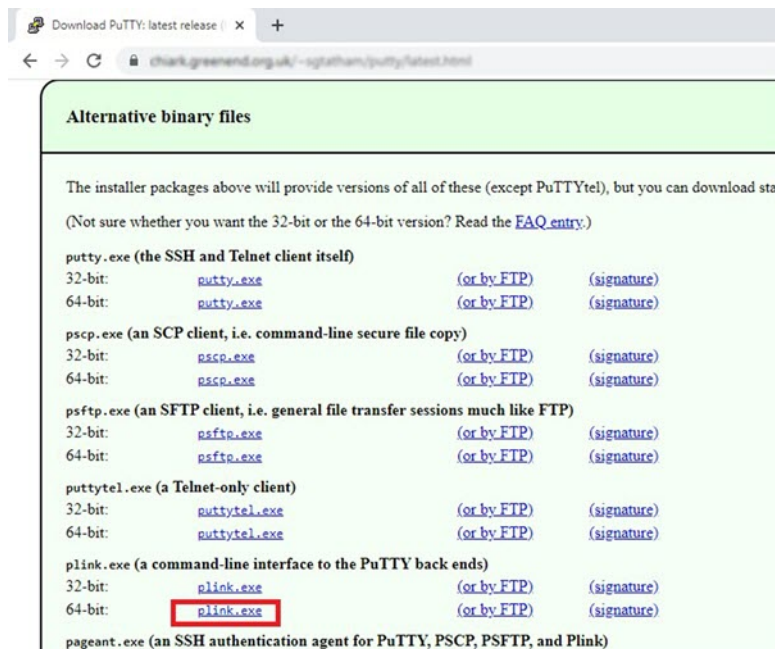 Download PuTTY: latest release (
chiark.greenend.org.uk/~sgtatham/putty/latest.html
Alternative binary files
The installer packages above will provide versions of all of these (except PuTTYtel), but you can download sta
(Not sure whether you want the 32-bit or the 64-bit version? Read the FAQ entry.)
putty.exe (the SSH and Telnet client itself)
32-bit: putty.exe (or by FTP) (signature)
64-bit: putty.exe (or by FTP) (signature)
pscp.exe (an SCP client, i.e. command-line secure file copy)
32-bit: pscp.exe (or by FTP) (signature)
64-bit: pscp.exe (or by FTP) (signature)
psftp.exe (an SFTP client, i.e. general file transfer sessions much like FTP)
32-bit: psftp.exe (or by FTP) (signature)
64-bit: psftp.exe (or by FTP) (signature)
puttytel.exe (a Telnet-only client)
32-bit: puttytel.exe (or by FTP) (signature)
64-bit: puttytel.exe (or by FTP) (signature)
plink.exe (a command-line interface to the PuTTY back ends)
32-bit: plink.exe (or by FTP) (signature)
64-bit: plink.exe (or by FTP) (signature)
pageant.exe (an SSH authentication agent for PuTTY, PSCP, PSFTP, and Plink)